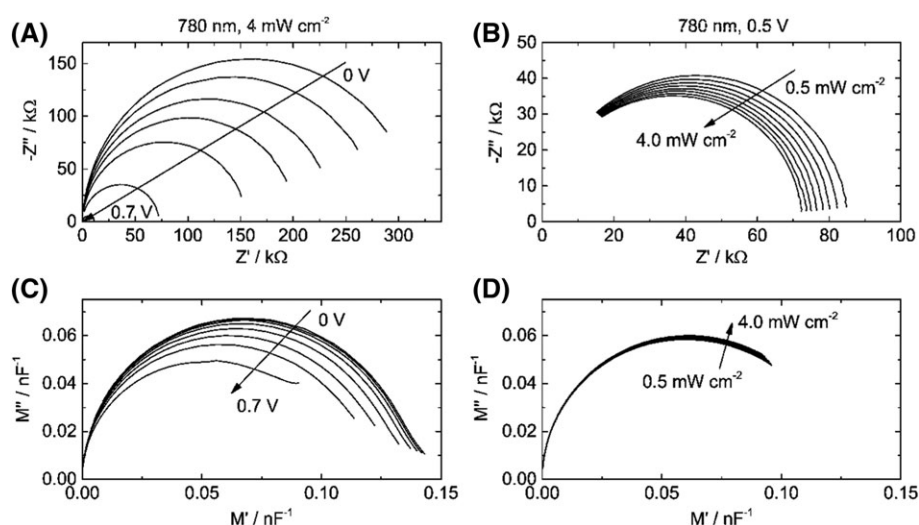 (A)
780 nm, 4 mW cm⁻²
150
100
50
0
-Z″ / kΩ
0 V
0.7 V
0 50 100 150 200 250 300
Z′ / kΩ
(B)
780 nm, 0.5 V
50
40
30
20
10
0
-Z″ / kΩ
0.5 mW cm⁻²
4.0 mW cm⁻²
0 20 40 60 80 100
Z′ / kΩ
(C)
0.06
0.04
0.02
0.00
M″ / nF⁻¹
0 V
0.7 V
0.00 0.05 0.10 0.15
M′ / nF⁻¹
(D)
0.06
0.04
0.02
0.00
M″ / nF⁻¹
4.0 mW cm⁻²
0.5 mW cm⁻²
0.00 0.05 0.10 0.15
M′ / nF⁻¹